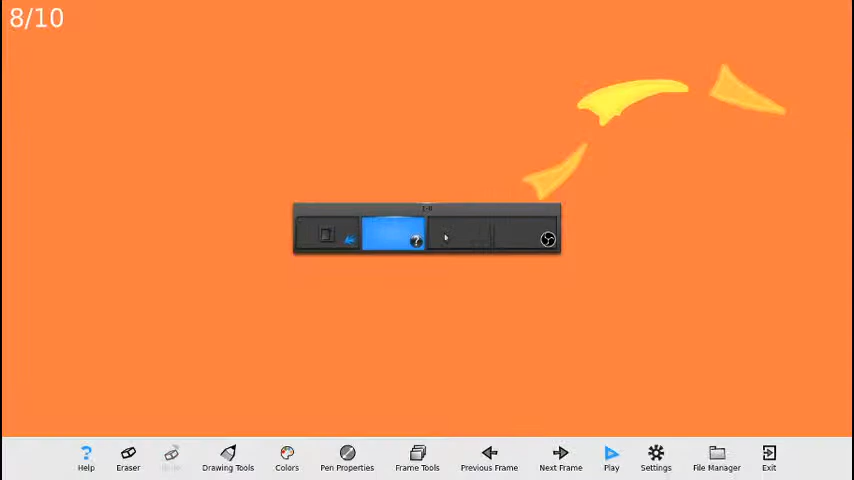 8/10
Help
Eraser
Drawing Tools
Colors
Pen Properties
Frame Tools
Previous Frame
Next Frame
Play
Settings
File Manager
Exit